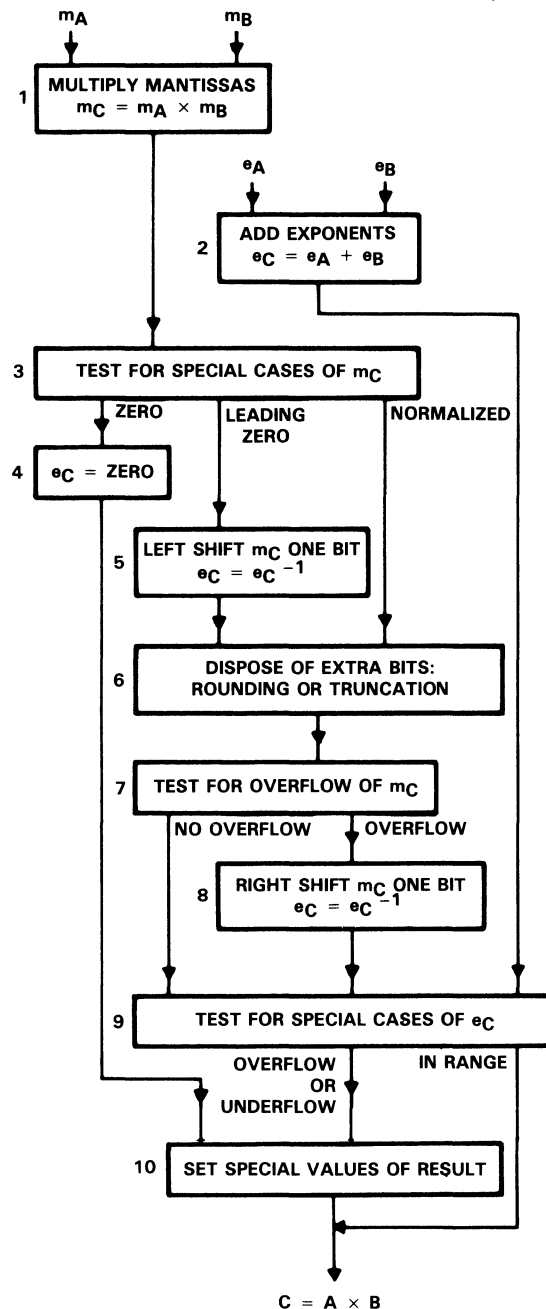 mA mB
1 MULTIPLY MANTISSAS
mC = mA × mB
eA eB
2 ADD EXPONENTS
eC = eA + eB
3 TEST FOR SPECIAL CASES OF mC
ZERO
LEADING
ZERO
NORMALIZED
4 eC = ZERO
5 LEFT SHIFT mC ONE BIT
eC = eC -1
6 DISPOSE OF EXTRA BITS:
ROUNDING OR TRUNCATION
7 TEST FOR OVERFLOW OF mC
NO OVERFLOW OVERFLOW
8 RIGHT SHIFT mC ONE BIT
eC = eC -1
9 TEST FOR SPECIAL CASES OF eC
OVERFLOW
OR
UNDERFLOW
IN RANGE
10 SET SPECIAL VALUES OF RESULT
C = A × B